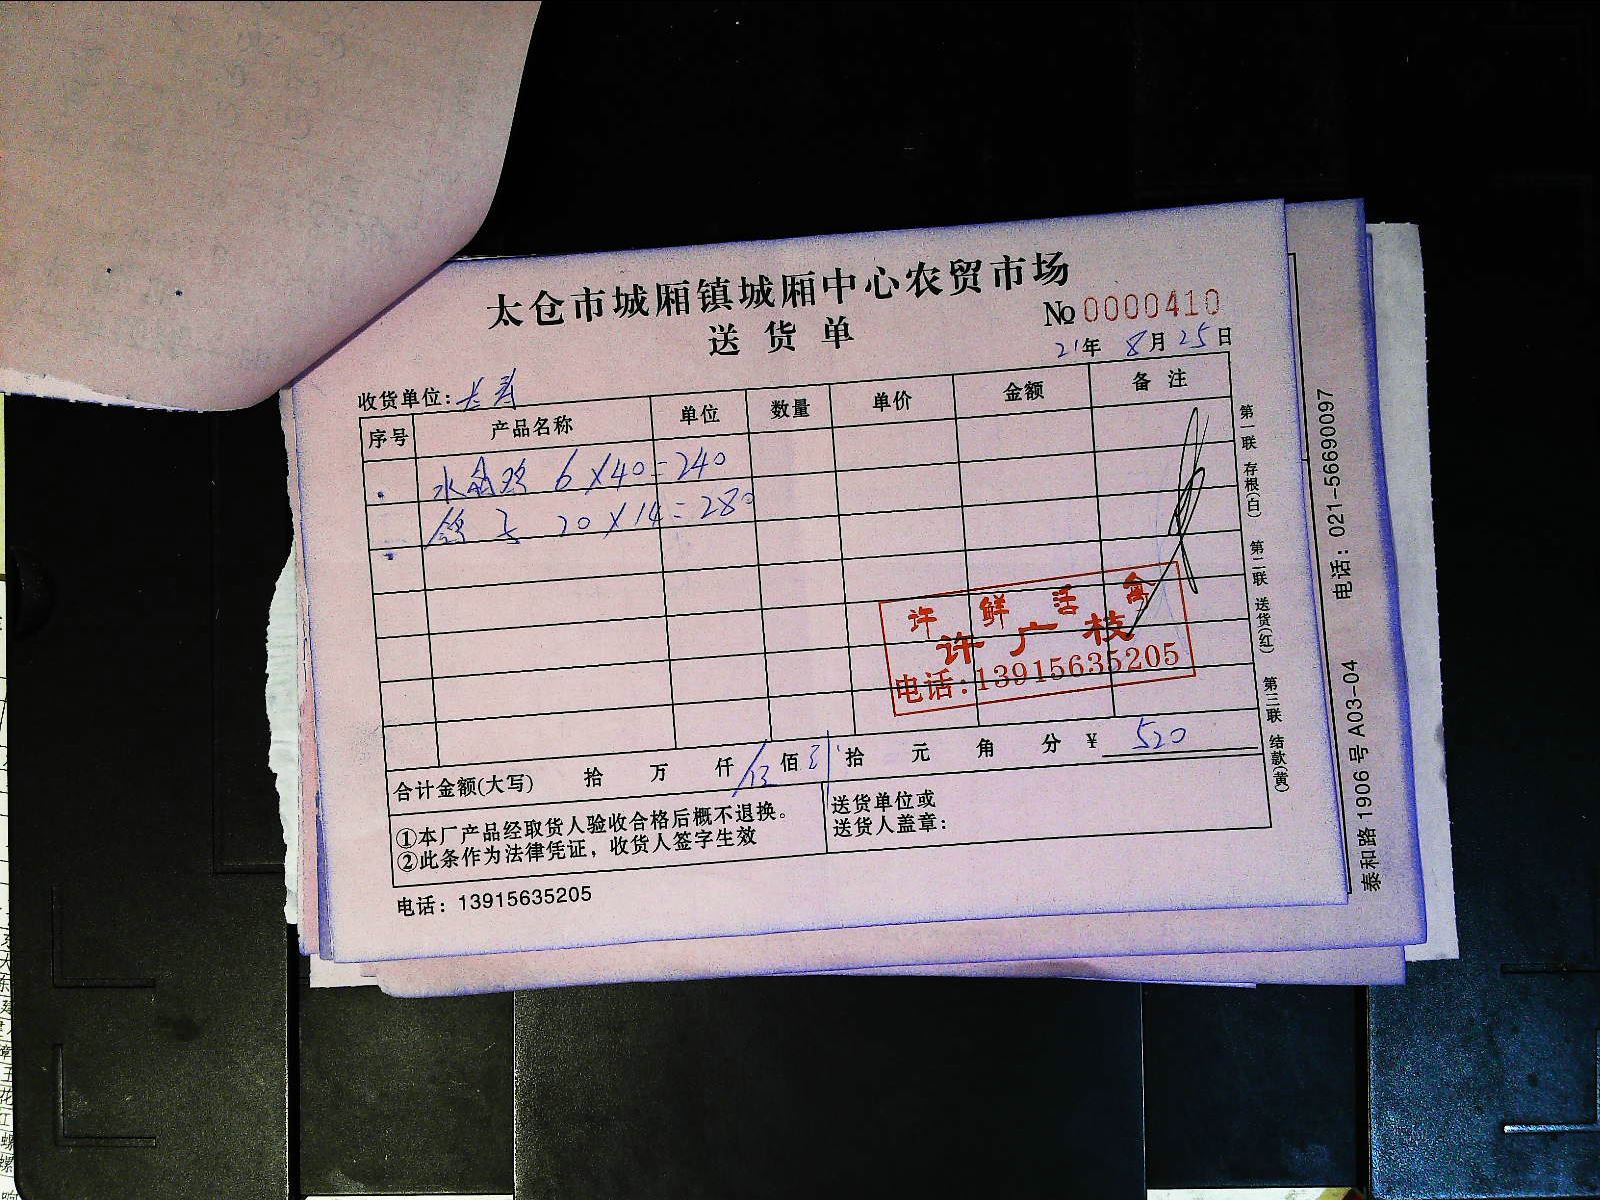 太仓市城厢镇城厢中心农贸市场
送货单
No 0000410
21年 8月25日
收货单位:长寿
序号 产品名称 单位 数量 单价 金额 备注
6×40=240
鸽子 20×14=280
许鲜活禽
许广枝
电话:13915635205
合计金额(大写) 拾 万 仟 伍佰 拾 元 角 分 ¥ 520
①本厂产品经取货人验收合格后概不退换。
②此条作为法律凭证，收货人签字生效
送货单位或
送货人盖章:
电话: 13915635205
第一联 存根(白) 第二联 送货(红) 第三联 结款(黄)
泰和路1906号A03-04 电话: 021-56690097